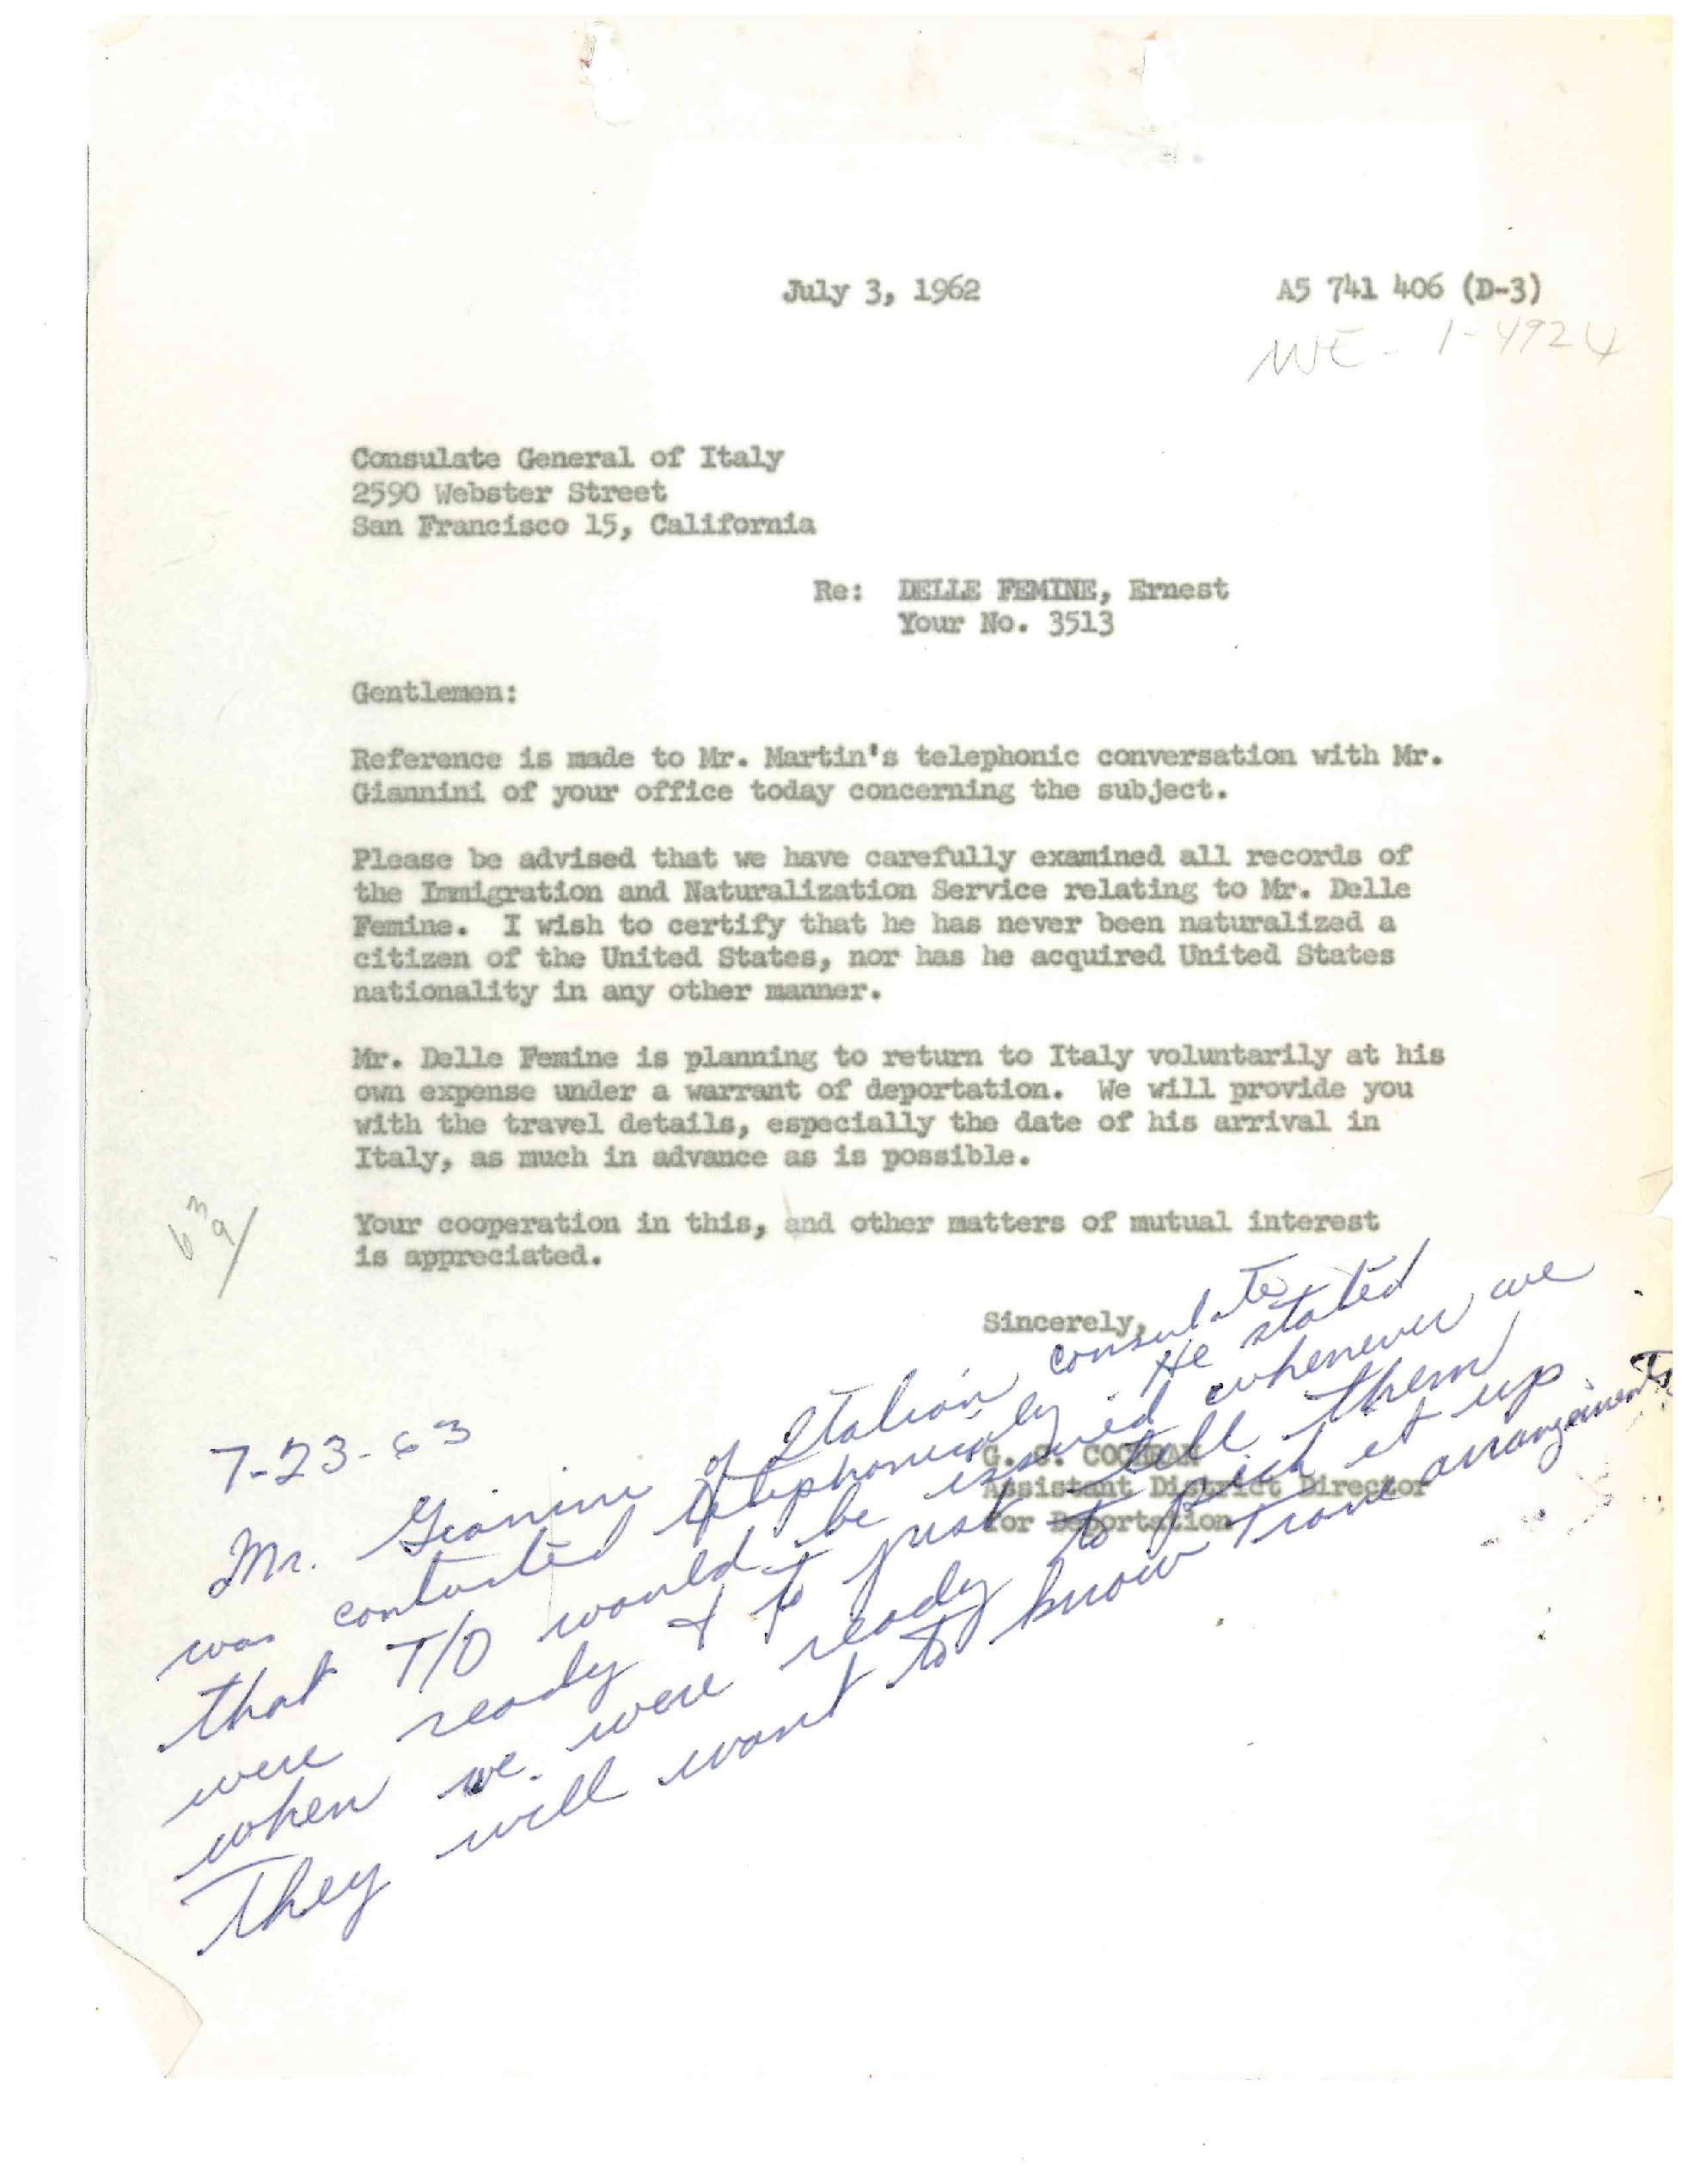 July 3, 1962 A5 741 406 (D-3)
1-4924
Consulate General of Italy
2590 Webster Street
San Francisco 15, California
Re: DELLE FEMINE, Ernest
Your No. 3513
Gentlemen:
Reference is made to Mr. Martin's telephonic conversation with Mr.
Giannini of your office today concerning the subject.
Please be advised that we have carefully examined all records of
the Immigration and Naturalization Service relating to Mr. Delle
Femine. I wish to certify that he has never been naturalized a
citizen of the United States, nor has he acquired United States
nationality in any other manner.
Mr. Delle Femine is planning to return to Italy voluntarily at his
own expense under a warrant of deportation. We will provide you
with the travel details, especially the date of his arrival in
Italy, as much in advance as is possible.
Your cooperation in this, and other matters of mutual interest
is appreciated.
Sincerely,
COCHRAN
Assistant District Director
for Deportation
7-23-63
Mr. Gianini of Italian consulate
was contacted telephonically. He stated
that T/D would be issued whenever we
were ready & to just tell them
when we were ready to pick it up.
They will want to know trans arrangements.